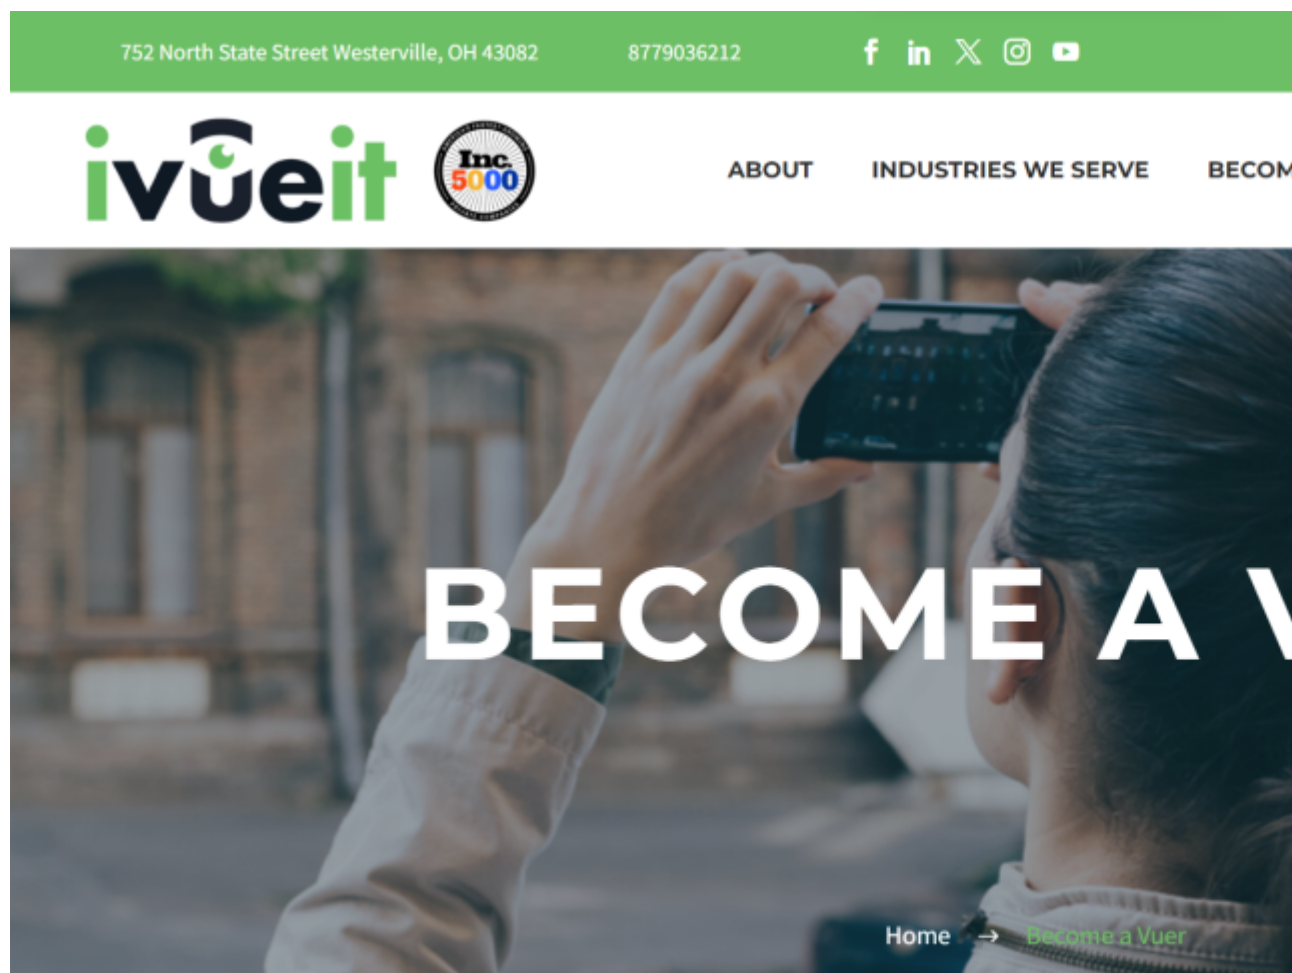 752 North State Street Westerville, OH 43082
8779036212
ivueit
Inc.
5000
ABOUT
INDUSTRIES WE SERVE
BECOM
BECOME A V
Home → Become a Vuer